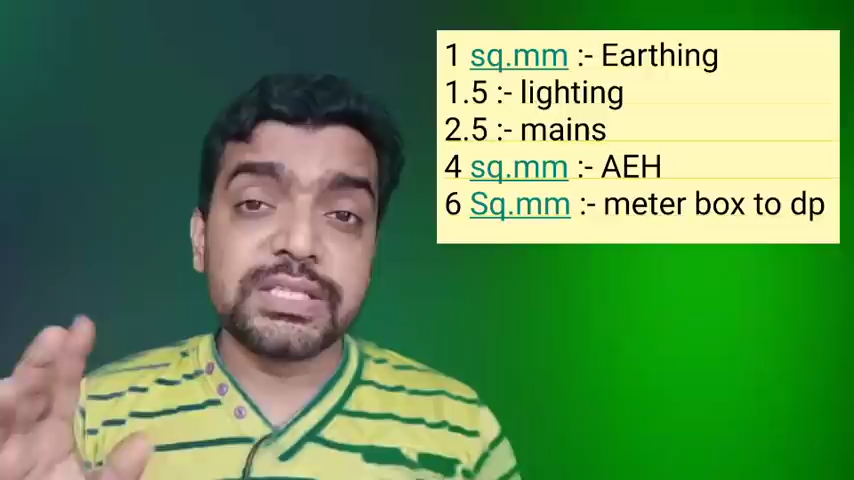 1 sq.mm :- Earthing
1.5 :- lighting
2.5 :- mains
4 sq.mm :- AEH
6 Sq.mm :- meter box to dp